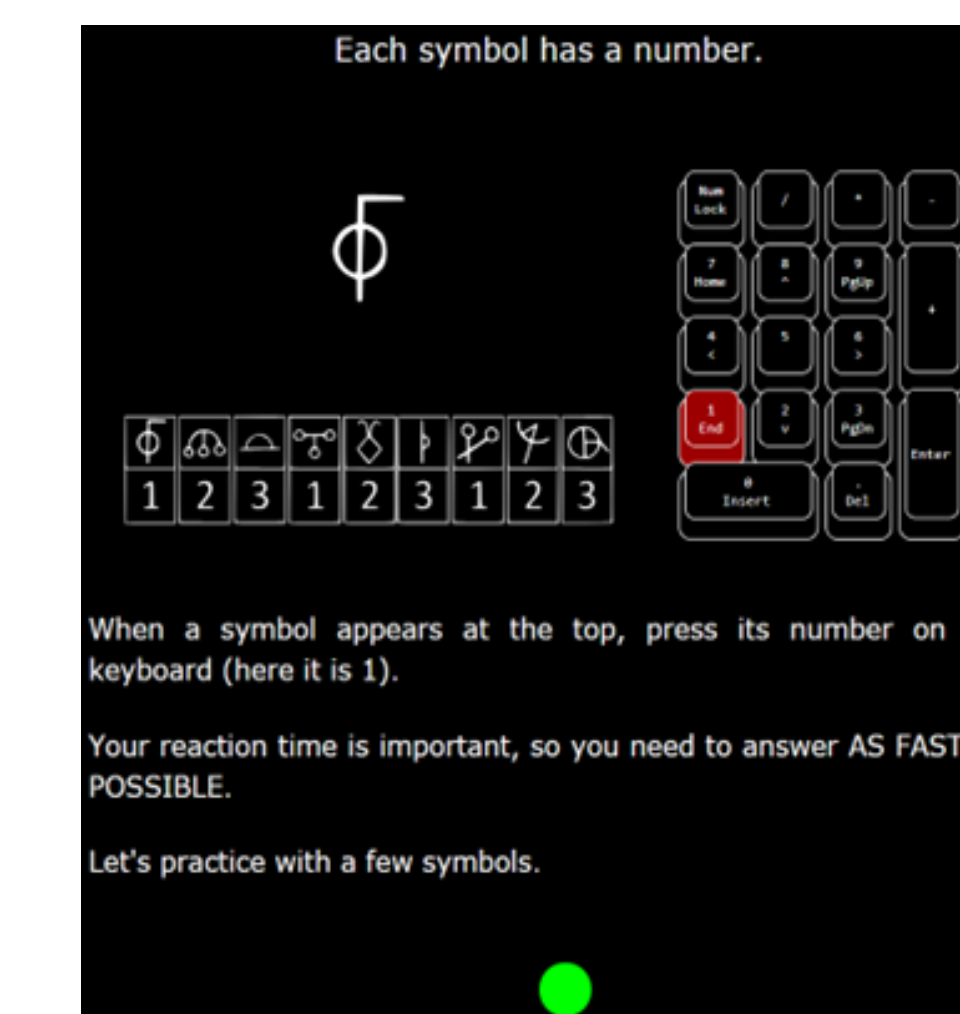 Each symbol has a number.
Num
Lock
/
*
-
7
Home
8
^
9
PgUp
+
4
<
5
6
>
1
End
2
v
3
PgDn
Enter
0
Insert
.
Del
1 2 3 1 2 3 1 2 3
When a symbol appears at the top, press its number on
keyboard (here it is 1).
Your reaction time is important, so you need to answer AS FAST
POSSIBLE.
Let's practice with a few symbols.